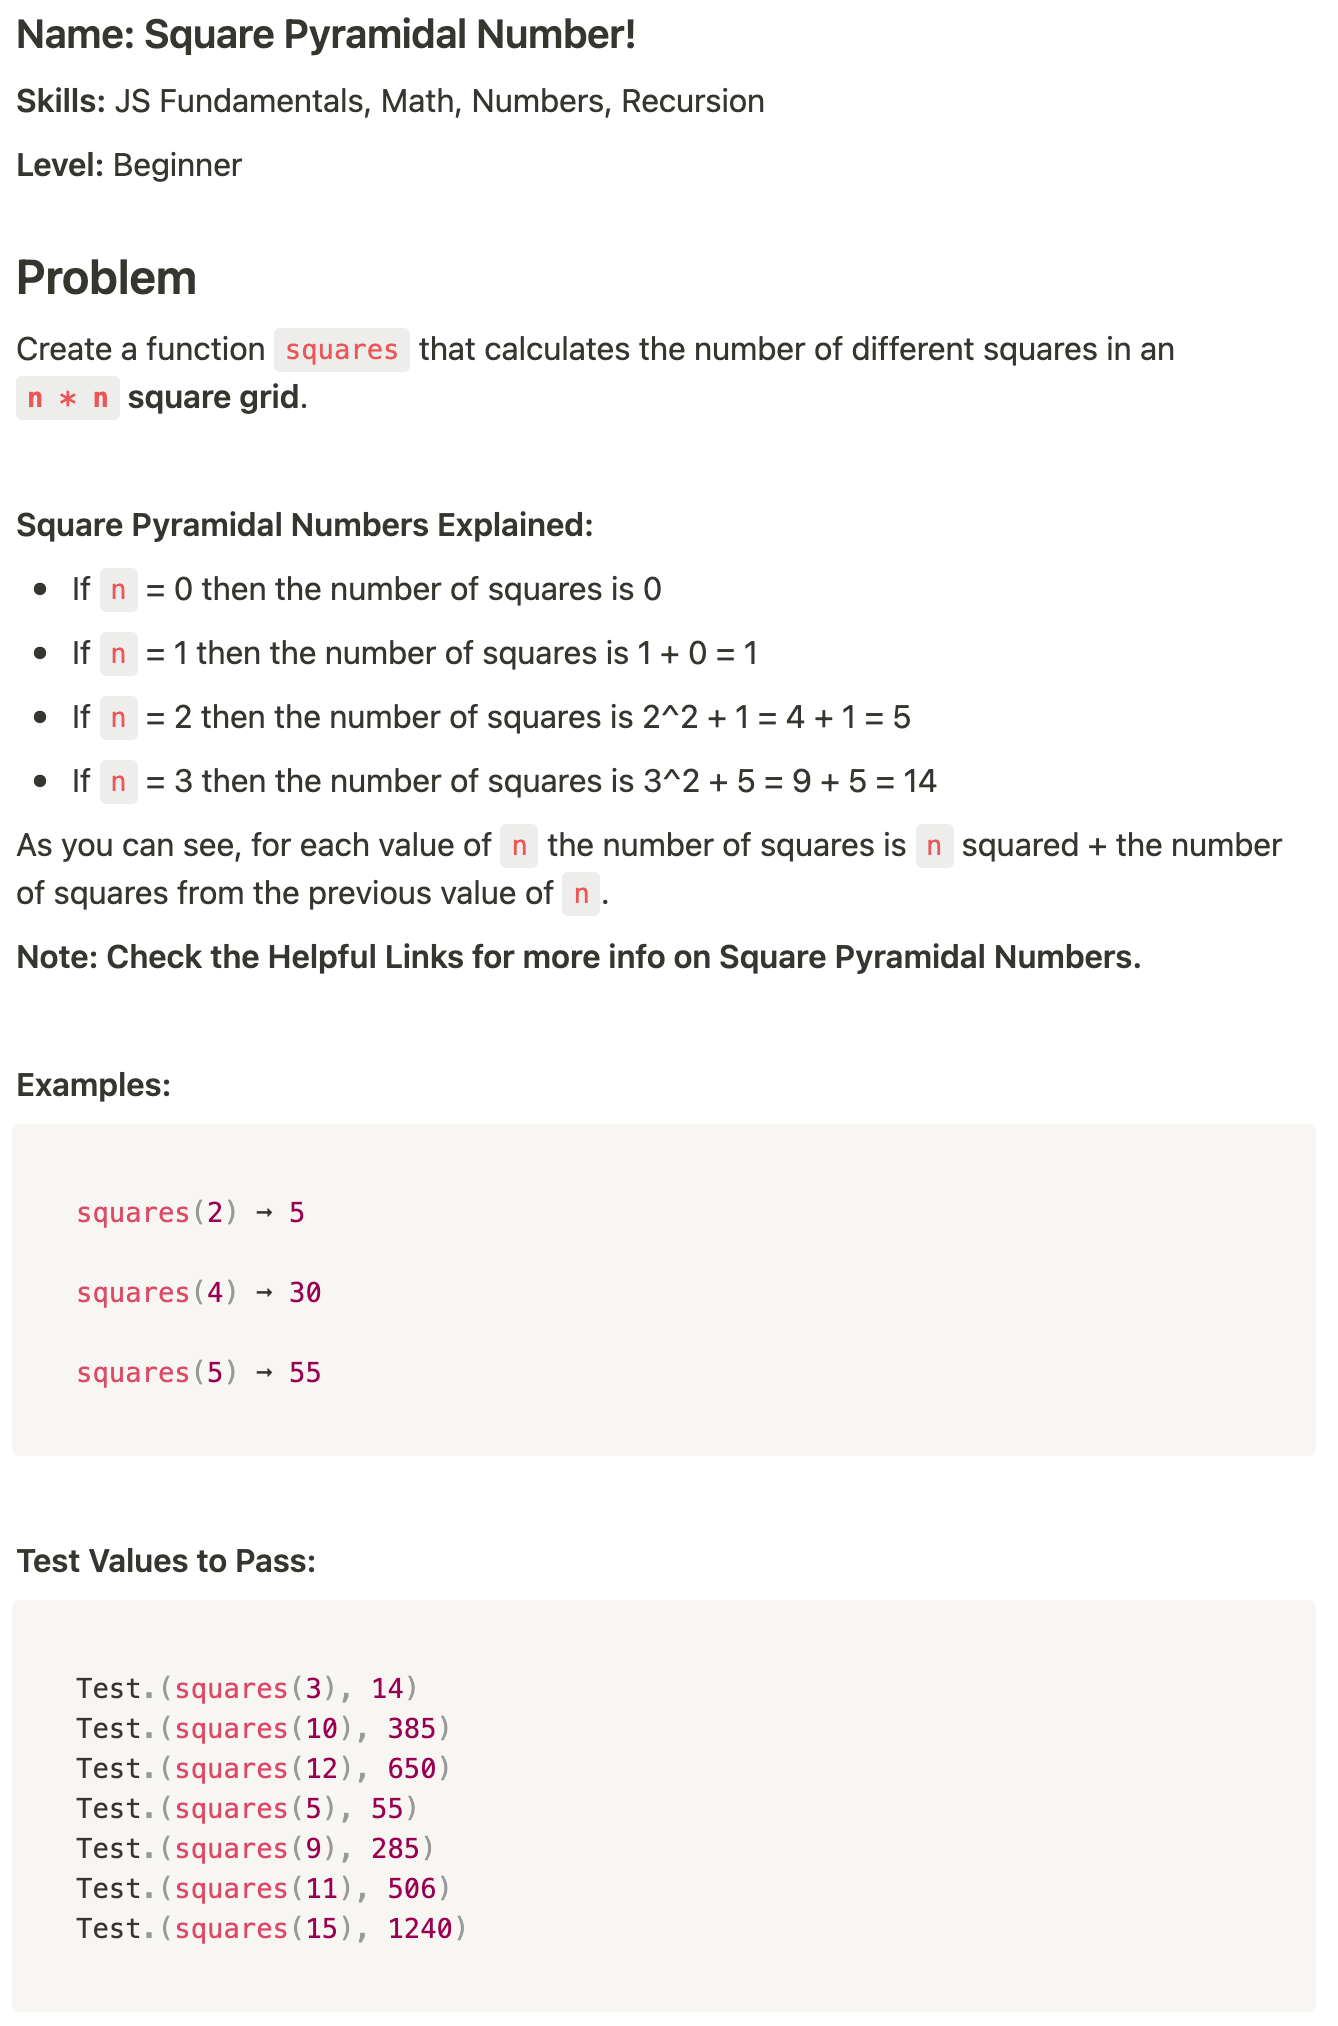 Name: Square Pyramidal Number!
Skills: JS Fundamentals, Math, Numbers, Recursion
Level: Beginner
Problem
Create a function squares that calculates the number of different squares in an
n * n square grid.
Square Pyramidal Numbers Explained:
• If n = 0 then the number of squares is 0
• If n = 1 then the number of squares is 1 + 0 = 1
• If n = 2 then the number of squares is 2^2 + 1 = 4 + 1 = 5
• If n = 3 then the number of squares is 3^2 + 5 = 9 + 5 = 14
As you can see, for each value of n the number of squares is n squared + the number
of squares from the previous value of n.
Note: Check the Helpful Links for more info on Square Pyramidal Numbers.
Examples:
squares(2) → 5
squares(4) → 30
squares(5) → 55
Test Values to Pass:
Test.(squares(3), 14)
Test.(squares(10), 385)
Test.(squares(12), 650)
Test.(squares(5), 55)
Test.(squares(9), 285)
Test.(squares(11), 506)
Test.(squares(15), 1240)